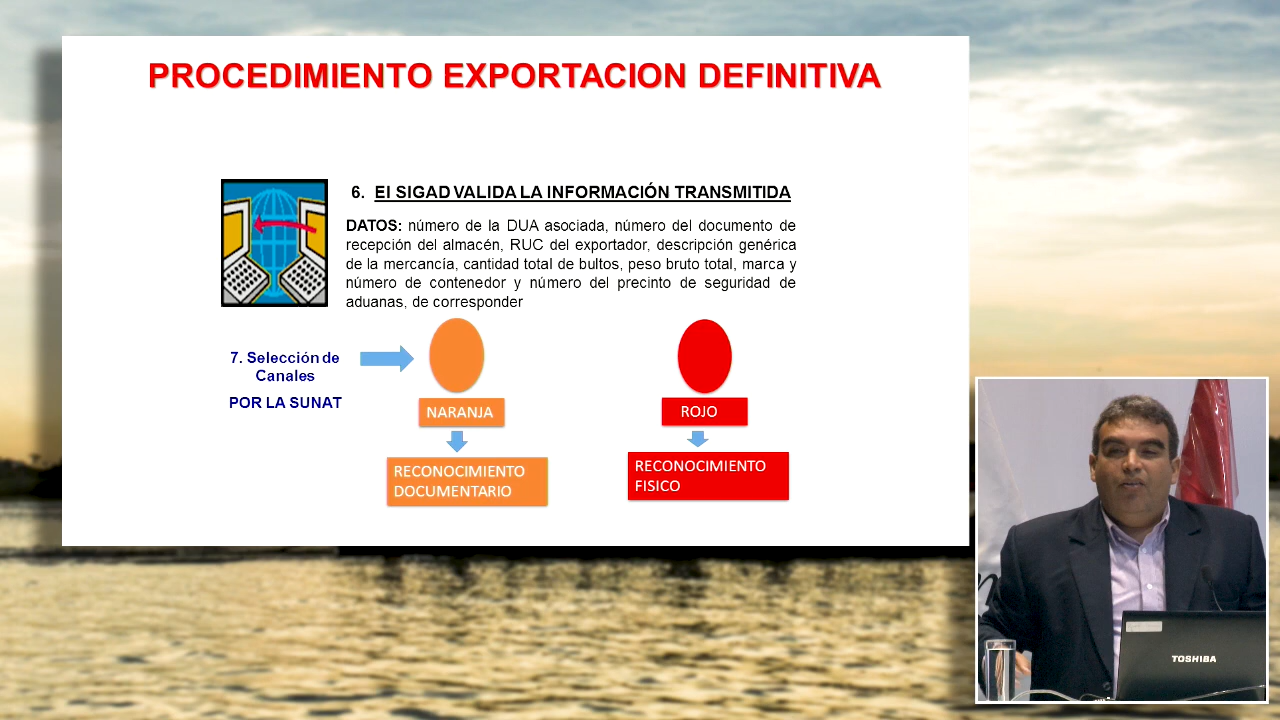 PROCEDIMIENTO EXPORTACION DEFINITIVA
6. El SIGAD VALIDA LA INFORMACIÓN TRANSMITIDA
DATOS: número de la DUA asociada, número del documento de
recepción del almacén, RUC del exportador, descripción genérica
de la mercancía, cantidad total de bultos, peso bruto total, marca y
número de contenedor y número del precinto de seguridad de
aduanas, de corresponder
7. Selección de
Canales
POR LA SUNAT
NARANJA
ROJO
RECONOCIMIENTO
DOCUMENTARIO
RECONOCIMIENTO
FISICO
TOSHIBA